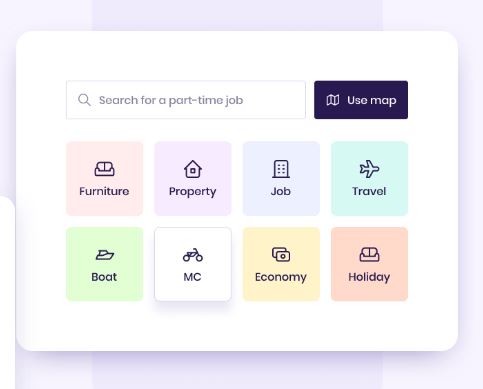 Search for a part-time job
Use map
Furniture
Property
Job
Travel
Boat
MC
Economy
Holiday